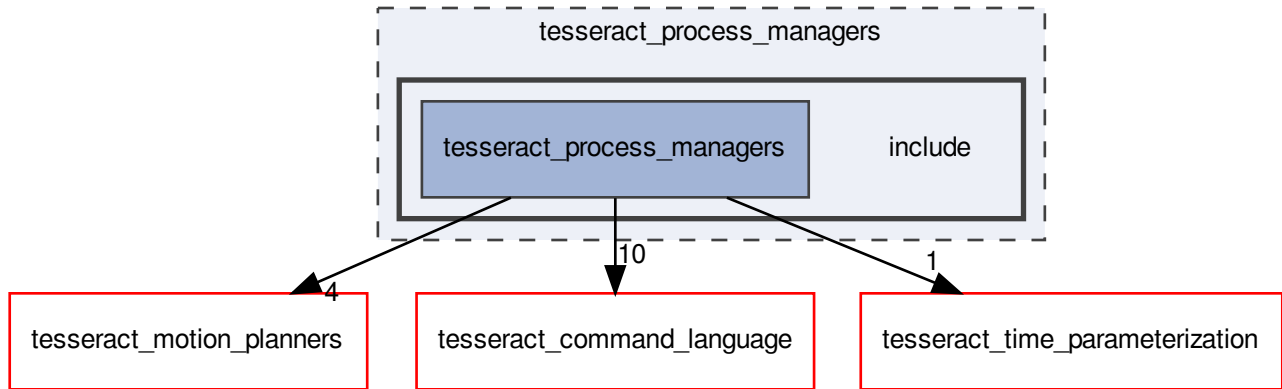 tesseract_process_managers
tesseract_process_managers
include
10
1
4
tesseract_motion_planners
tesseract_command_language
tesseract_time_parameterization